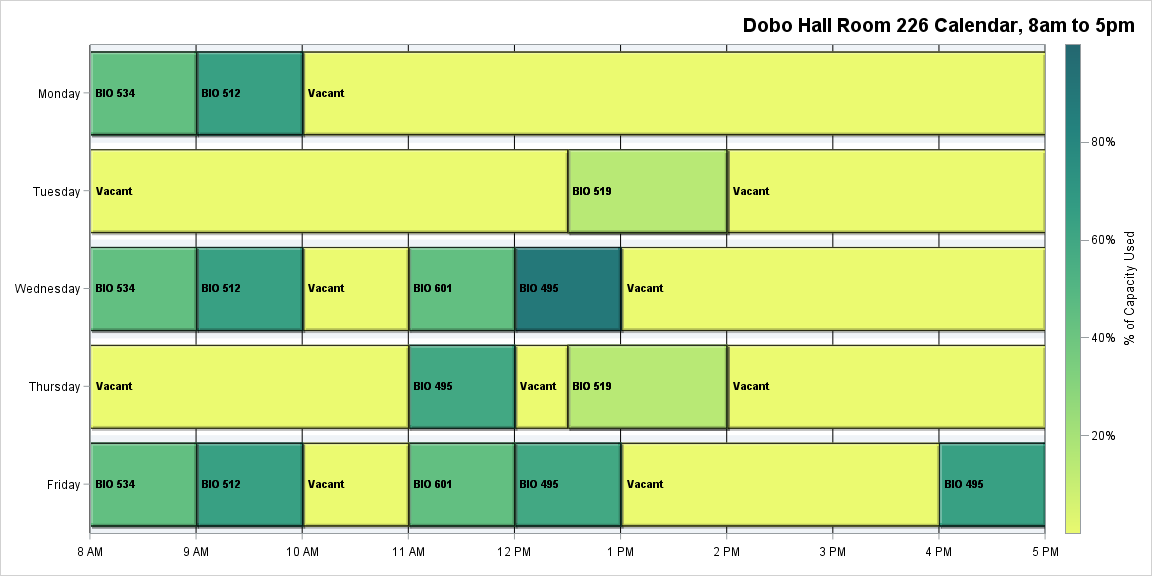 Dobo Hall Room 226 Calendar, 8am to 5pm
Monday
BIO 534
BIO 512
Vacant
Tuesday
Vacant
BIO 519
Vacant
Wednesday
BIO 534
BIO 512
Vacant
BIO 601
BIO 495
Vacant
Thursday
Vacant
BIO 495
Vacant
BIO 519
Vacant
Friday
BIO 534
BIO 512
Vacant
BIO 601
BIO 495
Vacant
BIO 495
8 AM
9 AM
10 AM
11 AM
12 PM
1 PM
2 PM
3 PM
4 PM
5 PM
80%
60%
40%
20%
% of Capacity Used